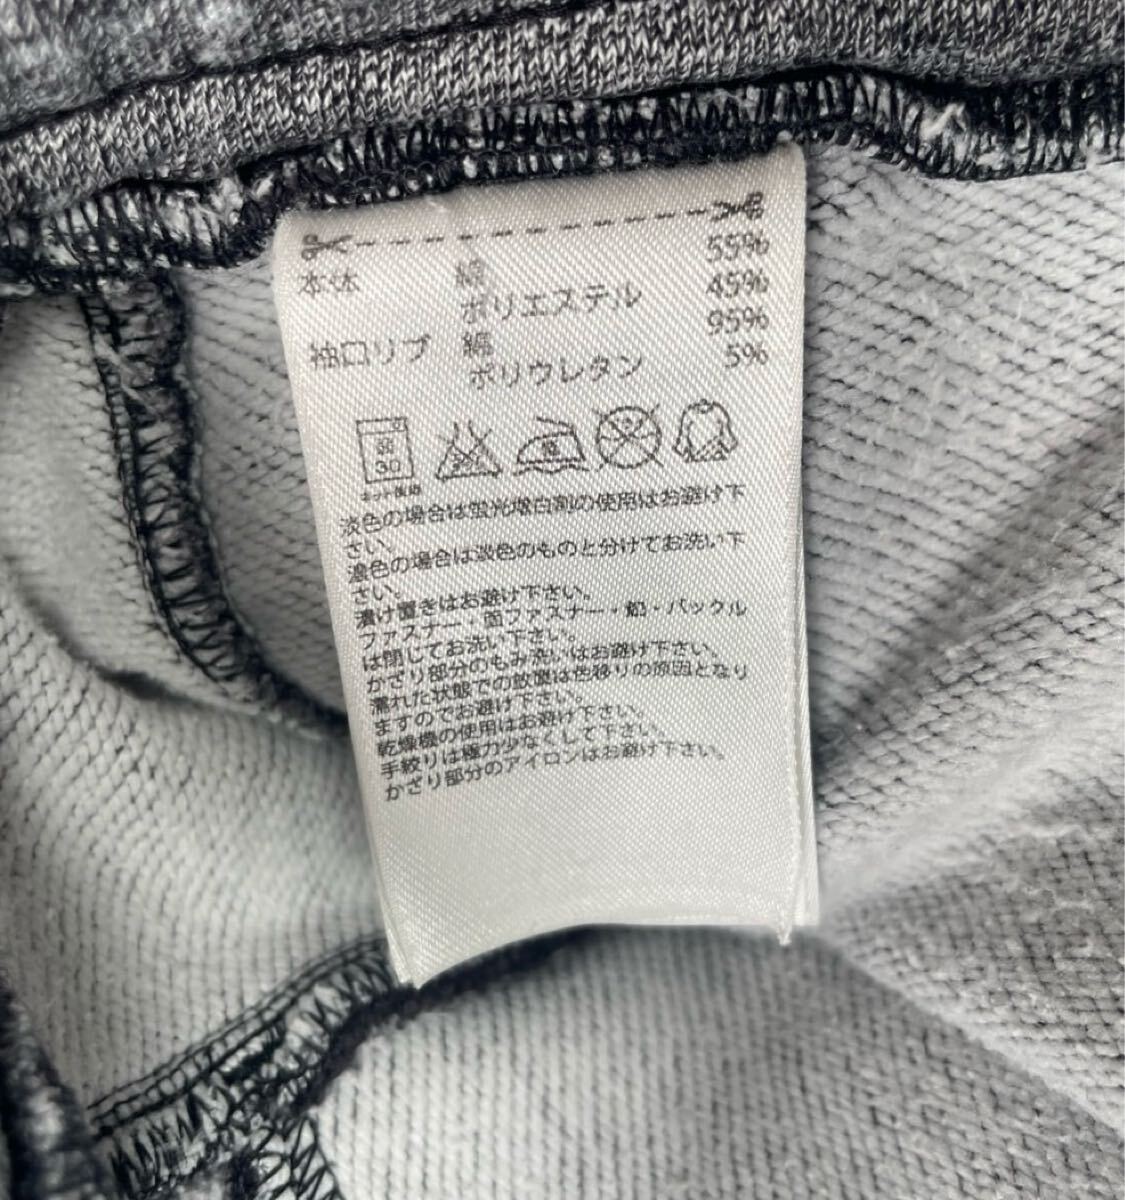 本体 綿 55%
ポリエステル 45%
袖口リブ 綿 95%
ポリウレタン 5%
弱
30
ネット使用
淡色の場合は蛍光増白剤の使用はお避け下
さい。
濃色の場合は淡色のものと分けてお洗い下
さい。
漬け置きはお避け下さい。
ファスナー・面ファスナー・釦・バックル
は閉じてお洗い下さい。
かざり部分のもみ洗いはお避け下さい。
濡れた状態での放置は色移りの原因となり
ますのでお避け下さい。
乾燥機の使用はお避け下さい。
手絞りは極力少なくして下さい。
かざり部分のアイロンはお避け下さい。